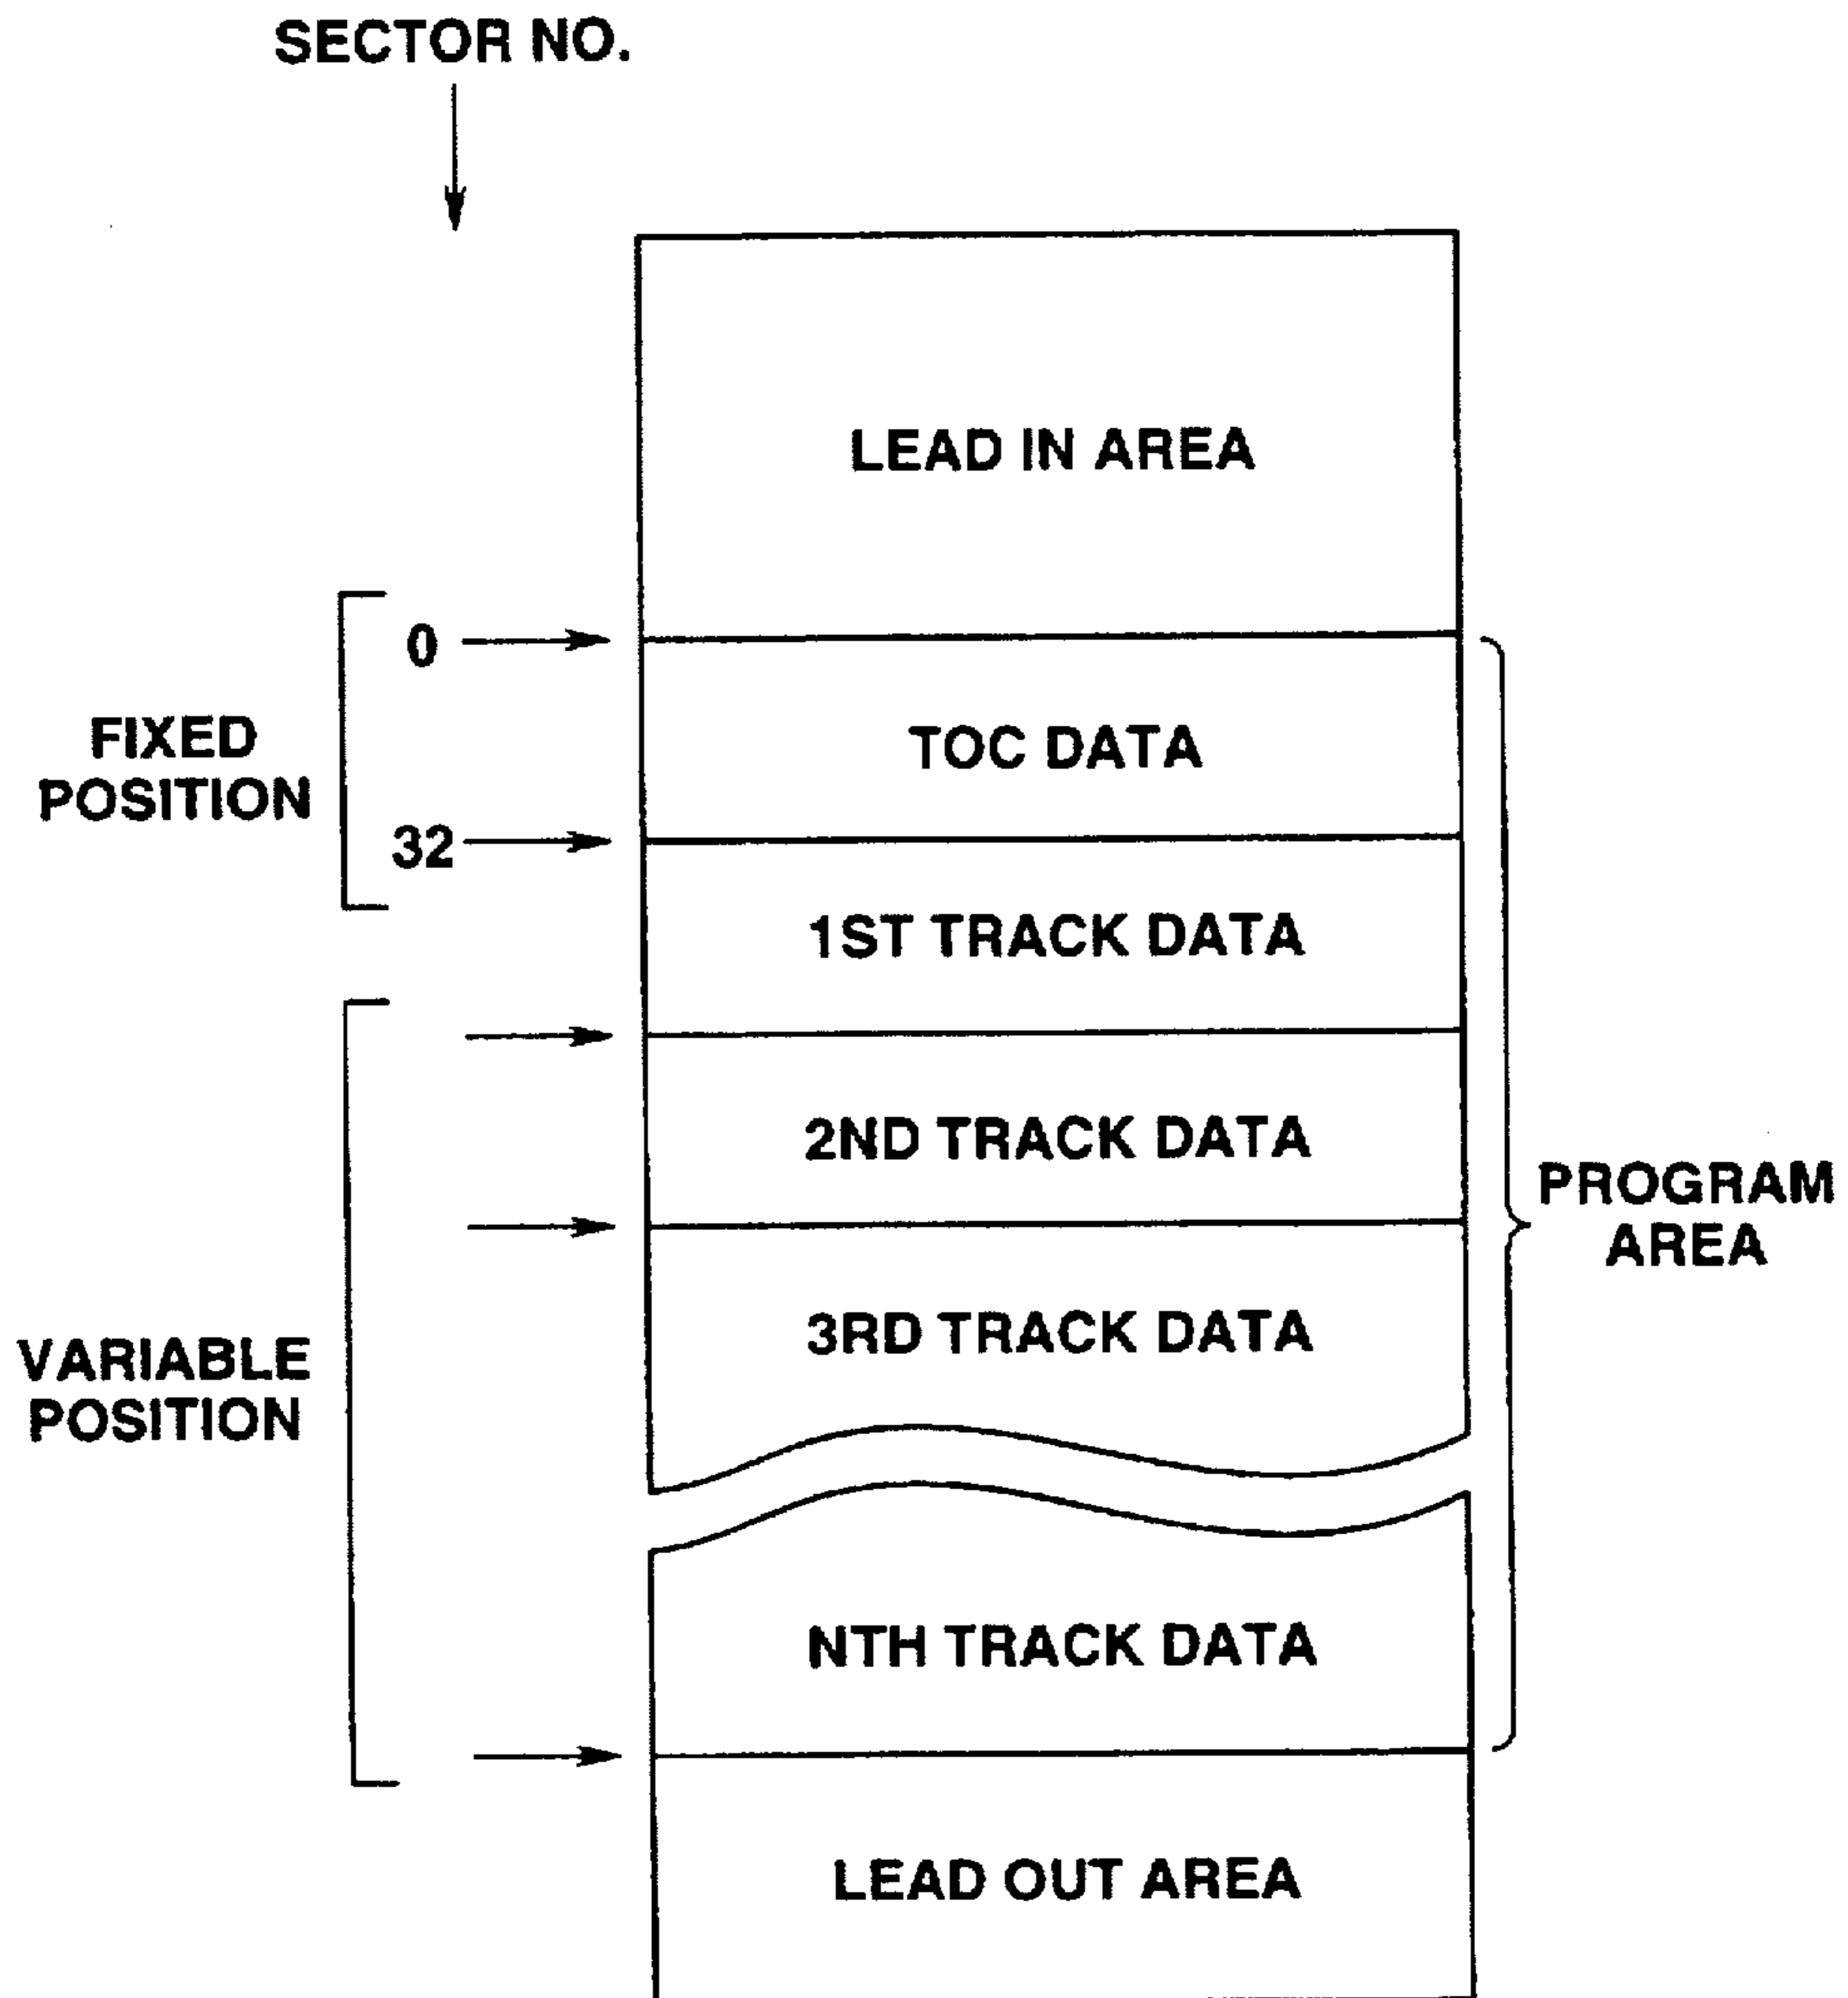 SECTOR NO.
LEAD IN AREA
0
FIXED
POSITION
TOC DATA
32
1ST TRACK DATA
2ND TRACK DATA
PROGRAM
AREA
3RD TRACK DATA
VARIABLE
POSITION
NTH TRACK DATA
LEAD OUT AREA